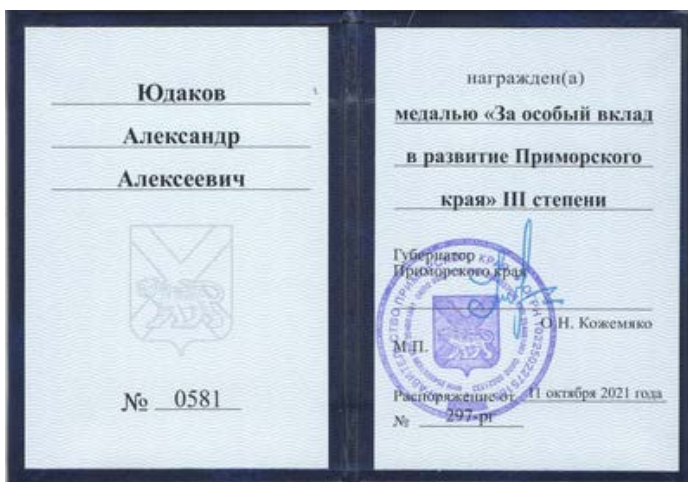 Юдаков
Александр
Алексеевич
№ 0581
награжден(а)
медалью «За особый вклад
в развитие Приморского
края» III степени
Губернатор
Приморского края
О.Н. Кожемяко
М.П.
Распоряжение от 11 октября 2021 года
№ 297-рг